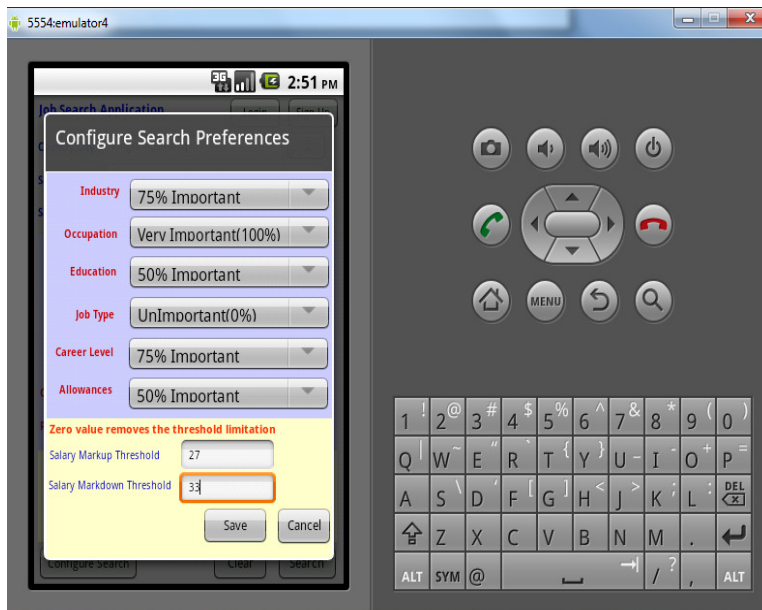 5554:emulator4
3G 2:51 PM
Job Search Application Login Sign Up
Configure Search Preferences
Industry 75% Important
Occupation Very Important(100%)
Education 50% Important
Job Type UnImportant(0%)
Career Level 75% Important
Allowances 50% Important
Zero value removes the threshold limitation
Salary Markup Threshold 27
Salary Markdown Threshold 33
Save Cancel
Configure Search Clear Search
MENU
1 ! 2 @ 3 # 4 $ 5 % 6 ^ 7 & 8 * 9 ( 0 )
Q | W ~ E " R ` T { Y } U - I _ O + P =
A S \ D ' F [ G ] H < J > K ; L : DEL
Z X C V B N M .
ALT SYM @ / ? , ALT